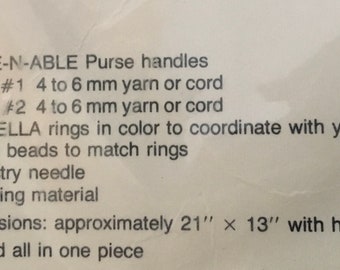 E-N-ABLE Purse handles
#1 4 to 6 mm yarn or cord
#2 4 to 6 mm yarn or cord
ELLA rings in color to coordinate with y
beads to match rings
try needle
ing material
sions: approximately 21" × 13" with h
d all in one piece